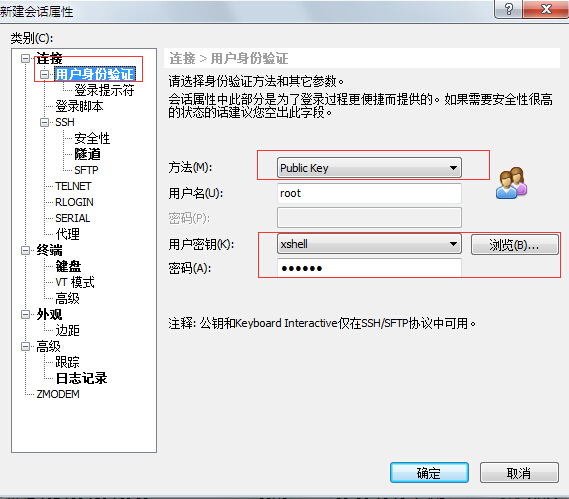 新建会话属性
类别(C):
连接
用户身份验证
登录提示符
登录脚本
SSH
安全性
隧道
SFTP
TELNET
RLOGIN
SERIAL
代理
终端
键盘
VT 模式
高级
外观
边距
高级
跟踪
日志记录
ZMODEM
连接 > 用户身份验证
请选择身份验证方法和其它参数。
会话属性中此部分是为了登录过程更便捷而提供的。如果需要安全性很高
的状态的话建议您空出此字段。
方法(M): Public Key
用户名(U): root
密码(P):
用户密钥(K): xshell 浏览(B)...
密码(A): ●●●●●●
注释: 公钥和Keyboard Interactive仅在SSH/SFTP协议中可用。
确定 取消